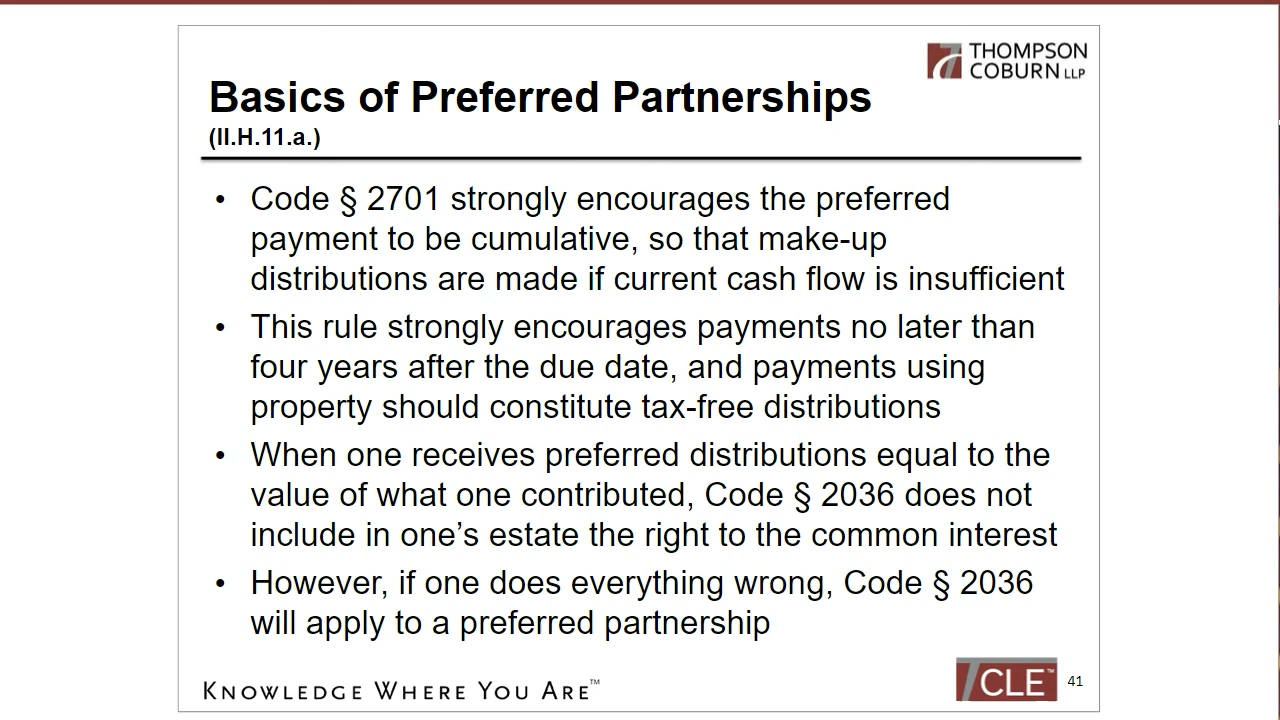 THOMPSON
COBURN LLP
Basics of Preferred Partnerships
(II.H.11.a.)
• Code § 2701 strongly encourages the preferred
payment to be cumulative, so that make-up
distributions are made if current cash flow is insufficient
• This rule strongly encourages payments no later than
four years after the due date, and payments using
property should constitute tax-free distributions
• When one receives preferred distributions equal to the
value of what one contributed, Code § 2036 does not
include in one’s estate the right to the common interest
• However, if one does everything wrong, Code § 2036
will apply to a preferred partnership
KNOWLEDGE WHERE YOU ARE™
TCLE™
41